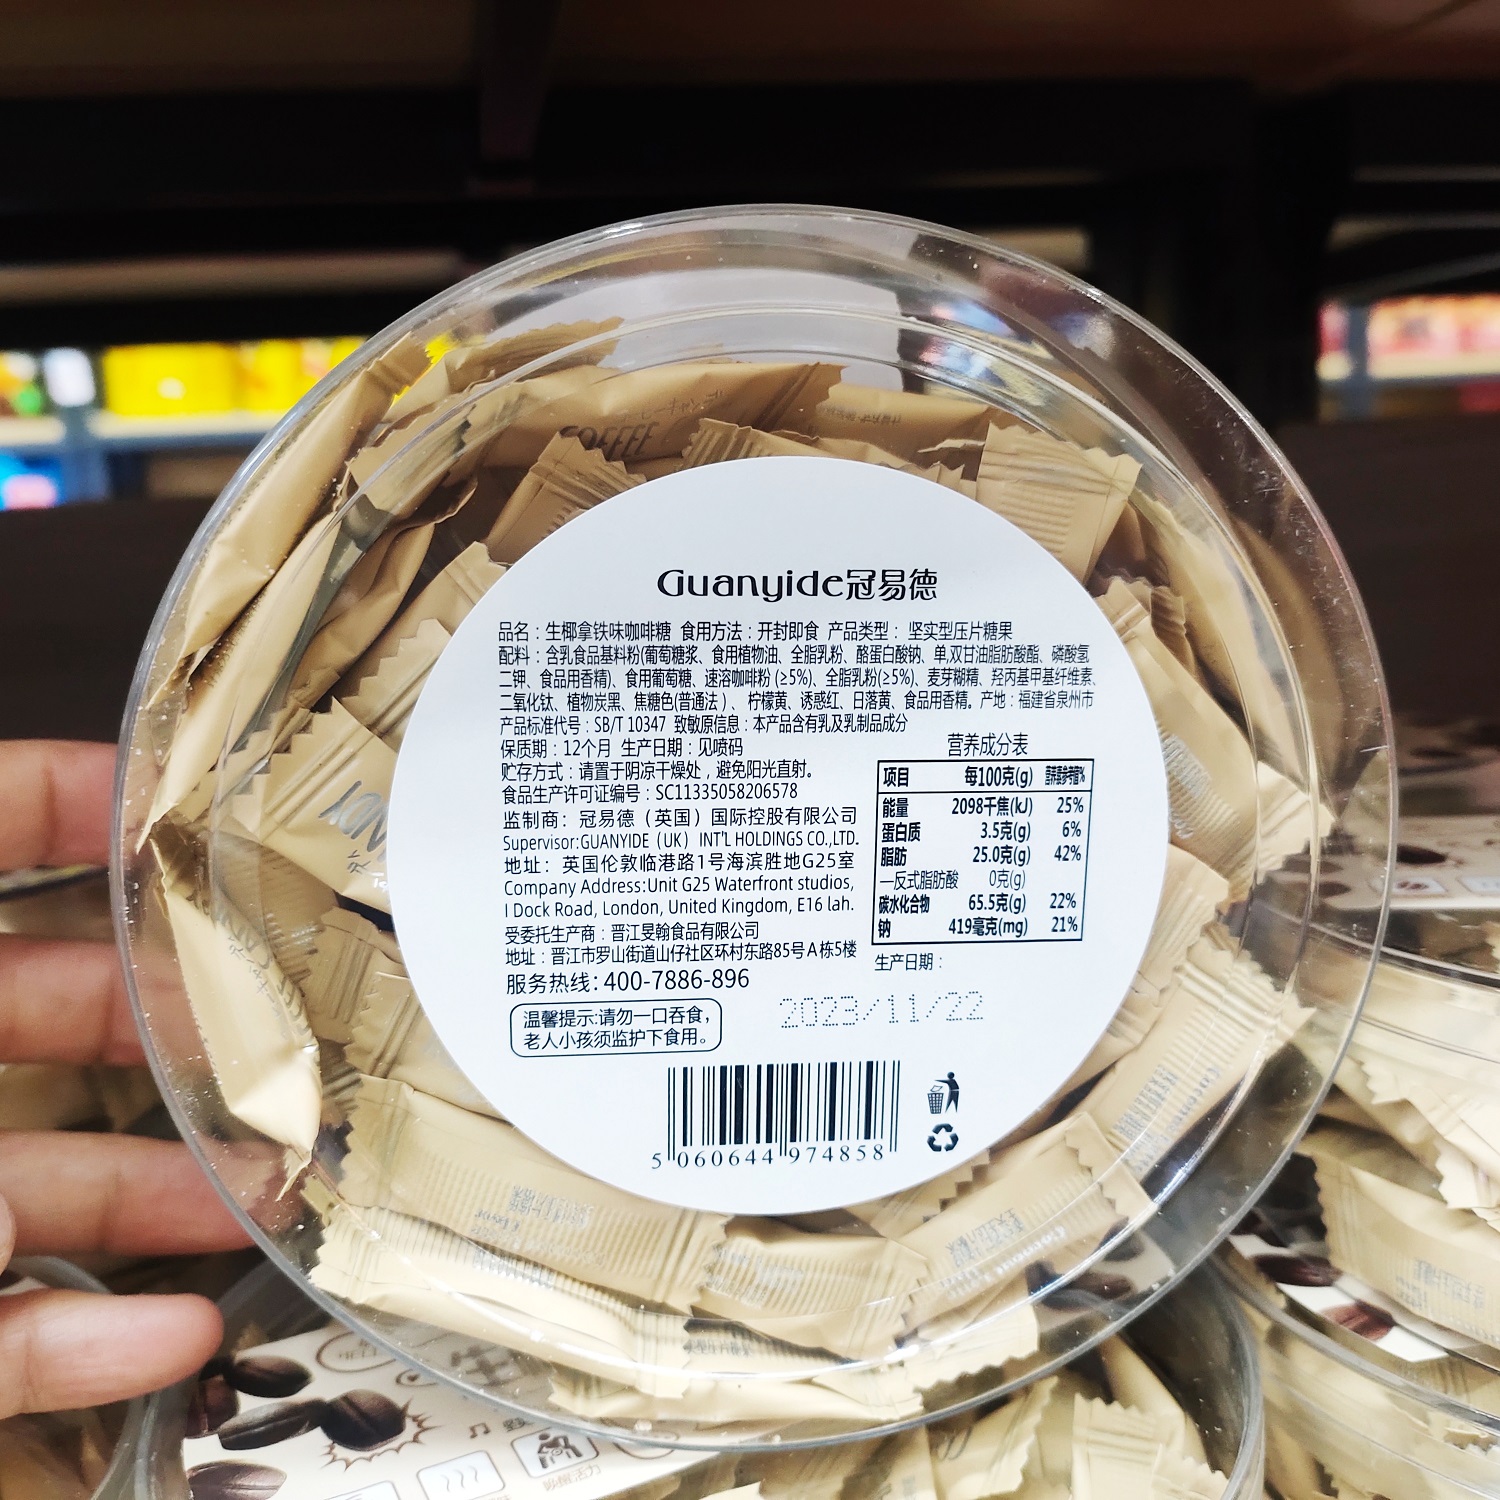 COFFEE
Guanyide冠易德
品名：生椰拿铁味咖啡糖 食用方法：开封即食 产品类型： 坚实型压片糖果
配料：含乳食品基料粉(葡萄糖浆、食用植物油、全脂乳粉、酪蛋白酸钠、单,双甘油脂肪酸酯、磷酸氢
二钾、食品用香精)、食用葡萄糖、速溶咖啡粉 (≥5%)、全脂乳粉(≥5%)、麦芽糊精、羟丙基甲基纤维素、
二氧化钛、植物炭黑、焦糖色(普通法 ) 、柠檬黄、诱惑红、日落黄、食品用香精。产地：福建省泉州市
产品标准代号：SB/T 10347 致敏原信息：本产品含有乳及乳制品成分
保质期：12个月 生产日期：见喷码
贮存方式：请置于阴凉干燥处，避免阳光直射。
食品生产许可证编号：SC11335058206578
监制商：冠易德（英国）国际控股有限公司
Supervisor:GUANYIDE（UK）INT'L HOLDINGS CO.,LTD.
地址：英国伦敦临港路1号海滨胜地G25室
Company Address:Unit G25 Waterfront studios,
I Dock Road, London, United Kingdom, E16 lah.
受委托生产商：晋江旻翰食品有限公司
地址：晋江市罗山街道山仔社区环村东路85号A栋5楼
服务热线：400-7886-896
温馨提示:请勿一口吞食，
老人小孩须监护下食用。
营养成分表
项目 每100克(g) 营养素参考值%
能量 2098千焦(kJ) 25%
蛋白质 3.5克(g) 6%
脂肪 25.0克(g) 42%
—反式脂肪酸 0克(g)
碳水化合物 65.5克(g) 22%
钠 419毫克(mg) 21%
生产日期：
2023/11/22
5 060644 974858